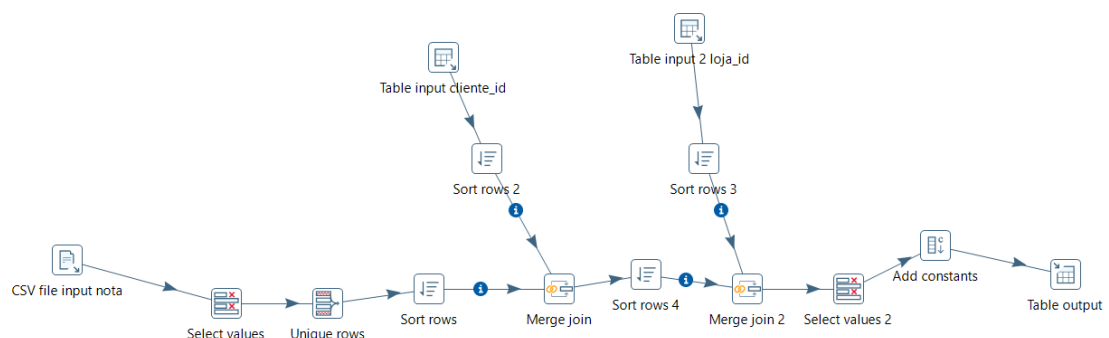 Table input 2 loja_id
Table input cliente_id
Sort rows 2
Sort rows 3
CSV file input nota
Add constants
Table output
Sort rows
Merge join
Sort rows 4
Merge join 2
Select values 2
Select values
Unique rows